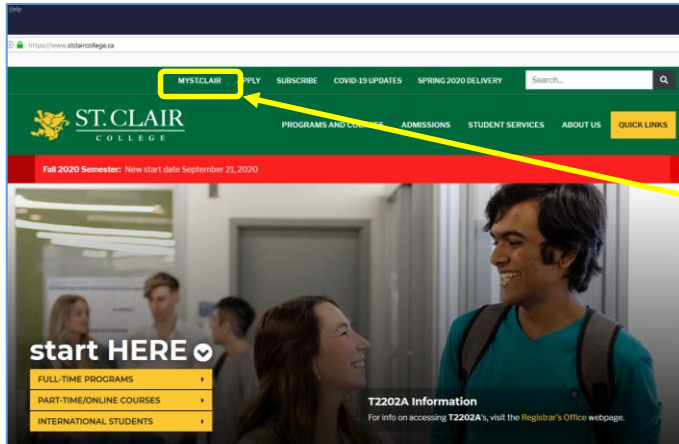 Help
https://www.stclaircollege.ca
MYSTCLAIR APPLY SUBSCRIBE COVID-19 UPDATES SPRING 2020 DELIVERY Search...
ST. CLAIR
COLLEGE
PROGRAMS AND COURSES ADMISSIONS STUDENT SERVICES ABOUT US QUICK LINKS
Fall 2020 Semester: New start date September 21, 2020
start HERE
FULL-TIME PROGRAMS
PART-TIME/ONLINE COURSES
INTERNATIONAL STUDENTS
T2202A Information
For info on accessing T2202A's, visit the Registrar's Office webpage.